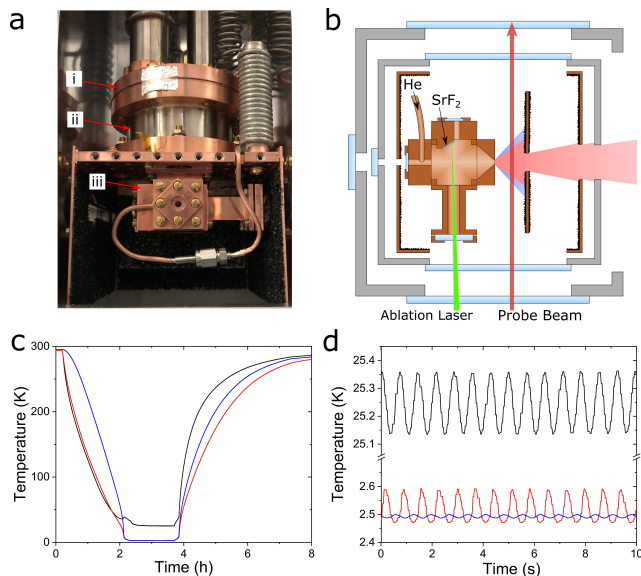 a
i
ii
iii
b
He
SrF₂
Ablation Laser
Probe Beam
c
300
200
100
0
Temperature (K)
0 2 4 6 8
Time (h)
d
25.4
25.3
25.2
25.1
2.6
2.5
2.4
Temperature (K)
0 2 4 6 8 10
Time (s)